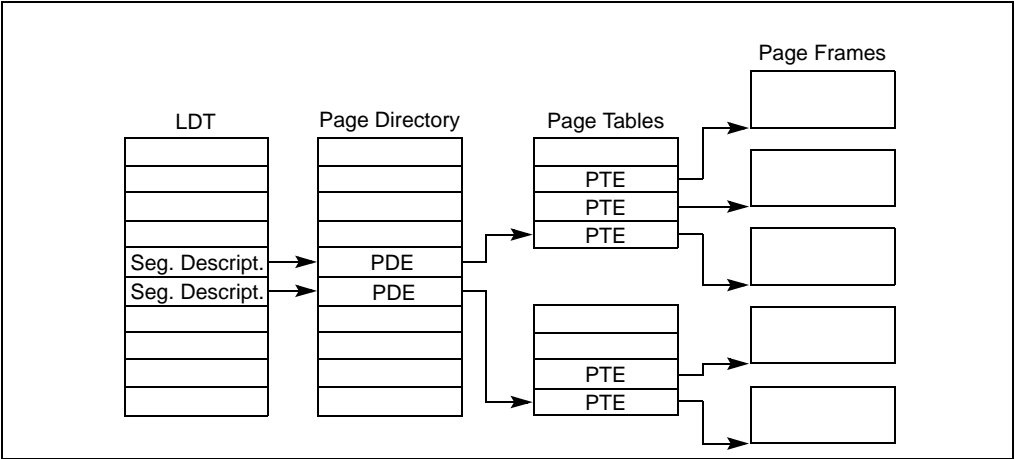 Page Frames
LDT
Page Directory
Page Tables
PTE
PTE
PTE
Seg. Descript.
PDE
Seg. Descript.
PDE
PTE
PTE